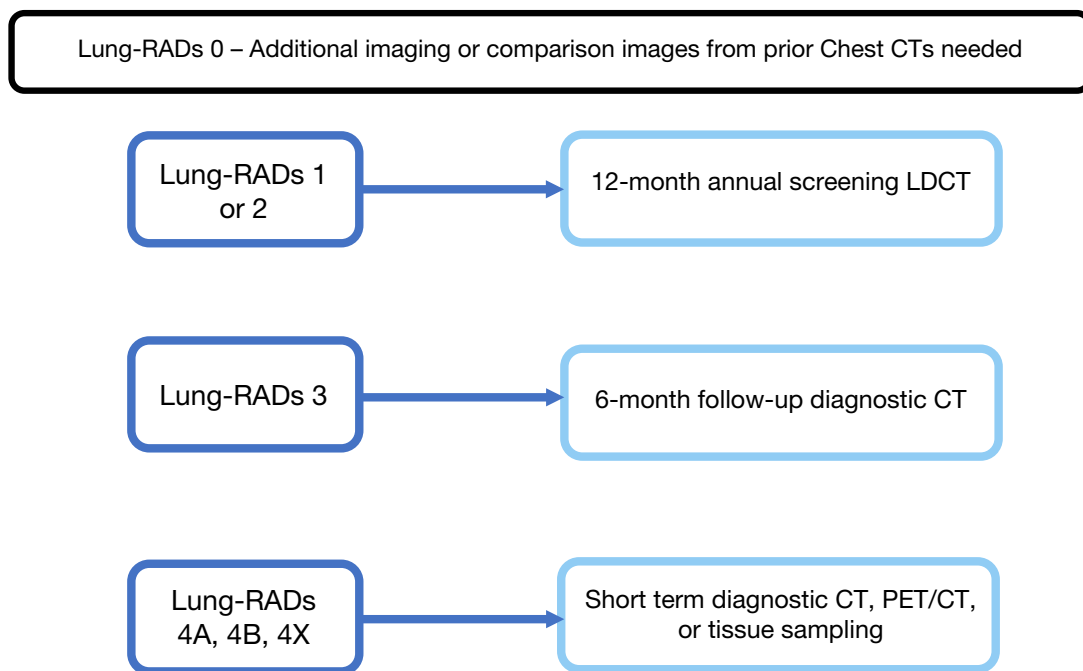 Lung-RADs 0 – Additional imaging or comparison images from prior Chest CTs needed
Lung-RADs 1
or 2
12-month annual screening LDCT
Lung-RADs 3
6-month follow-up diagnostic CT
Lung-RADs
4A, 4B, 4X
Short term diagnostic CT, PET/CT,
or tissue sampling